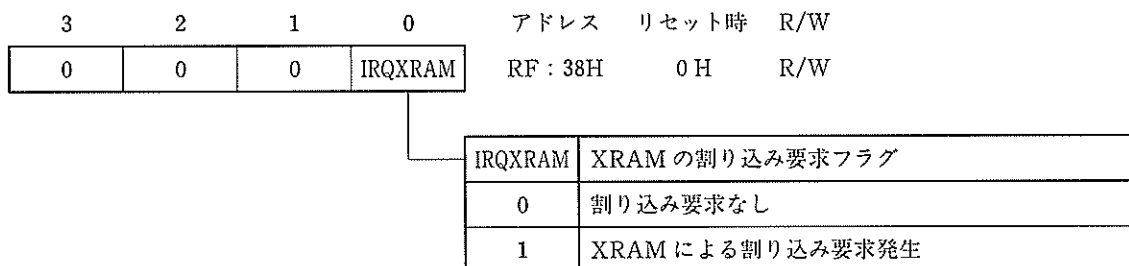 3 2 1 0 アドレス リセット時 R/W
0 0 0 IRQXRAM RF：38H 0 H R/W
IRQXRAM XRAM の割り込み要求フラグ
0 割り込み要求なし
1 XRAM による割り込み要求発生